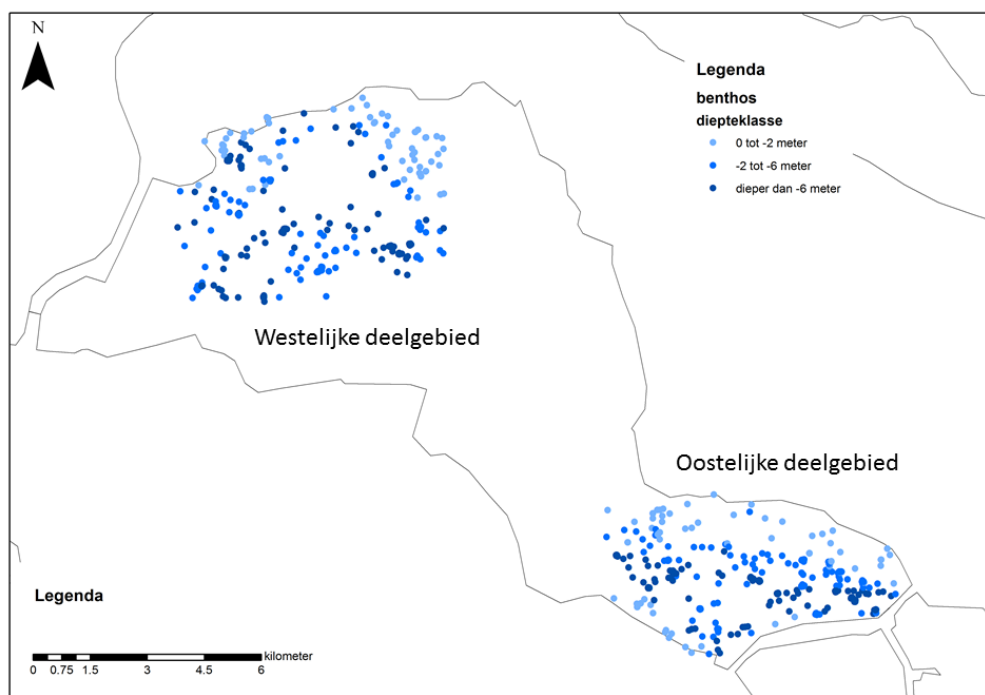 N
Legenda
benthos
diepteklasse
0 tot -2 meter
-2 tot -6 meter
dieper dan -6 meter
Westelijke deelgebied
Oostelijke deelgebied
Legenda
kilometer
0 0.75 1.5 3 4.5 6